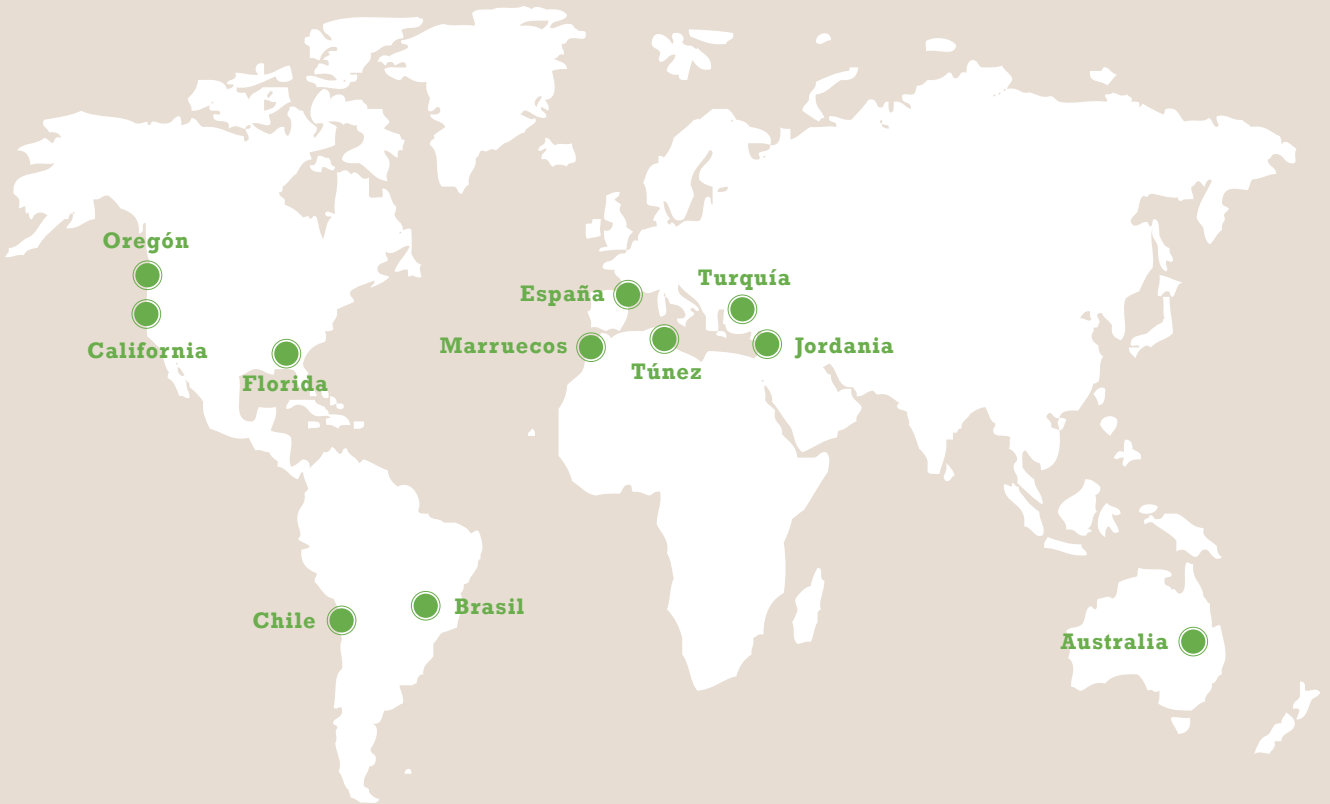 Oregón
Turquía
España
Marruecos
Jordania
California
Túnez
Florida
Brasil
Chile
Australia